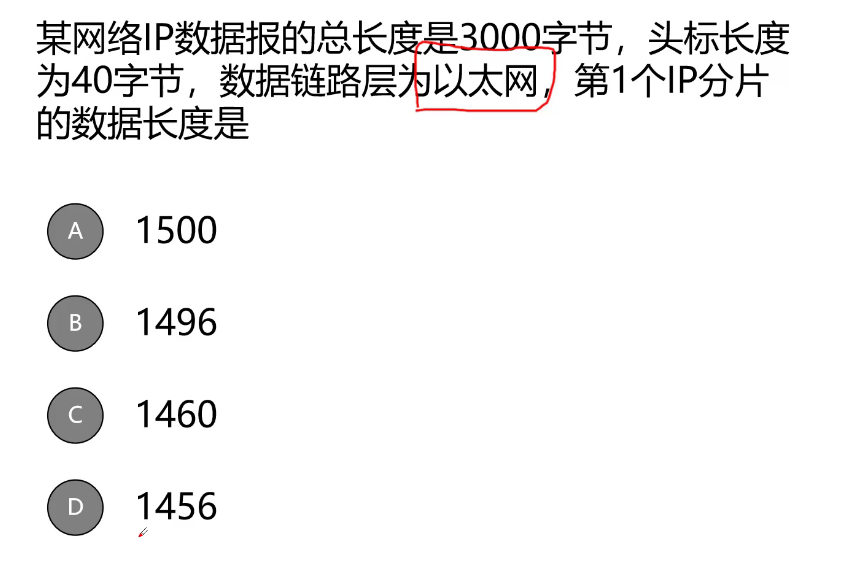 某网络IP数据报的总长度是3000字节，头标长度
为40字节，数据链路层为以太网，第1个IP分片
的数据长度是
A 1500
B 1496
C 1460
D 1456